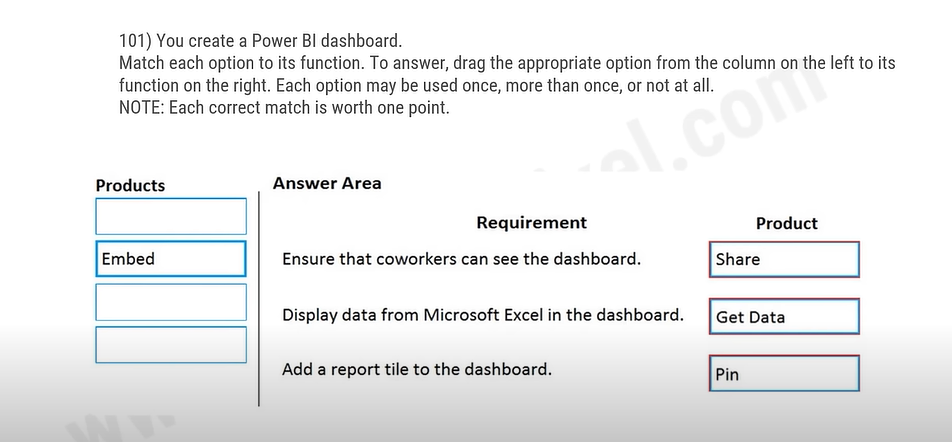 101) You create a Power BI dashboard.
Match each option to its function. To answer, drag the appropriate option from the column on the left to its
function on the right. Each option may be used once, more than once, or not at all.
NOTE: Each correct match is worth one point.
Products
Answer Area
Requirement
Product
Embed
Ensure that coworkers can see the dashboard.
Share
Display data from Microsoft Excel in the dashboard.
Get Data
Add a report tile to the dashboard.
Pin